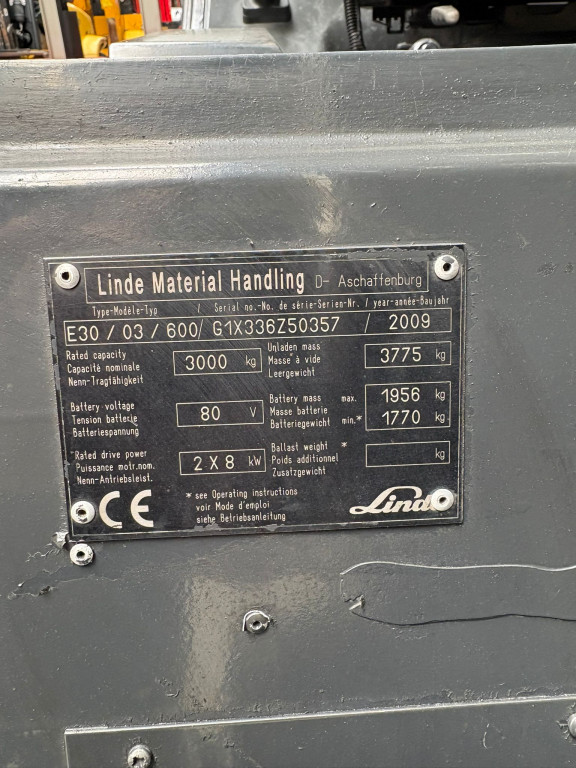 Linde Material Handling D- Aschaffenburg
Type-Modèle-Typ / Serial no.-No. de série-Serien-Nr. / year-année-Baujahr
E30 / 03 / 600 / G1X336Z50357 / 2009
Rated capacity
Capacité nominale
Nenn-Tragfähigkeit
3000 kg
Unladen mass
Masse à vide
Leergewicht
3775 kg
Battery voltage
Tension batterie
Batteriespannung
80 V
Battery mass max.
Masse batterie
Batteriegewicht min.*
1956 kg
1770 kg
Rated drive power
Puissance motr.nom.
Nenn-Antriebsleist.
2 X 8 kW
Ballast weight *
Poids additionnel
Zusatzgewicht
kg
CE
* see Operating instructions
voir Mode d'emploi
siehe Betriebsanleitung
Linde